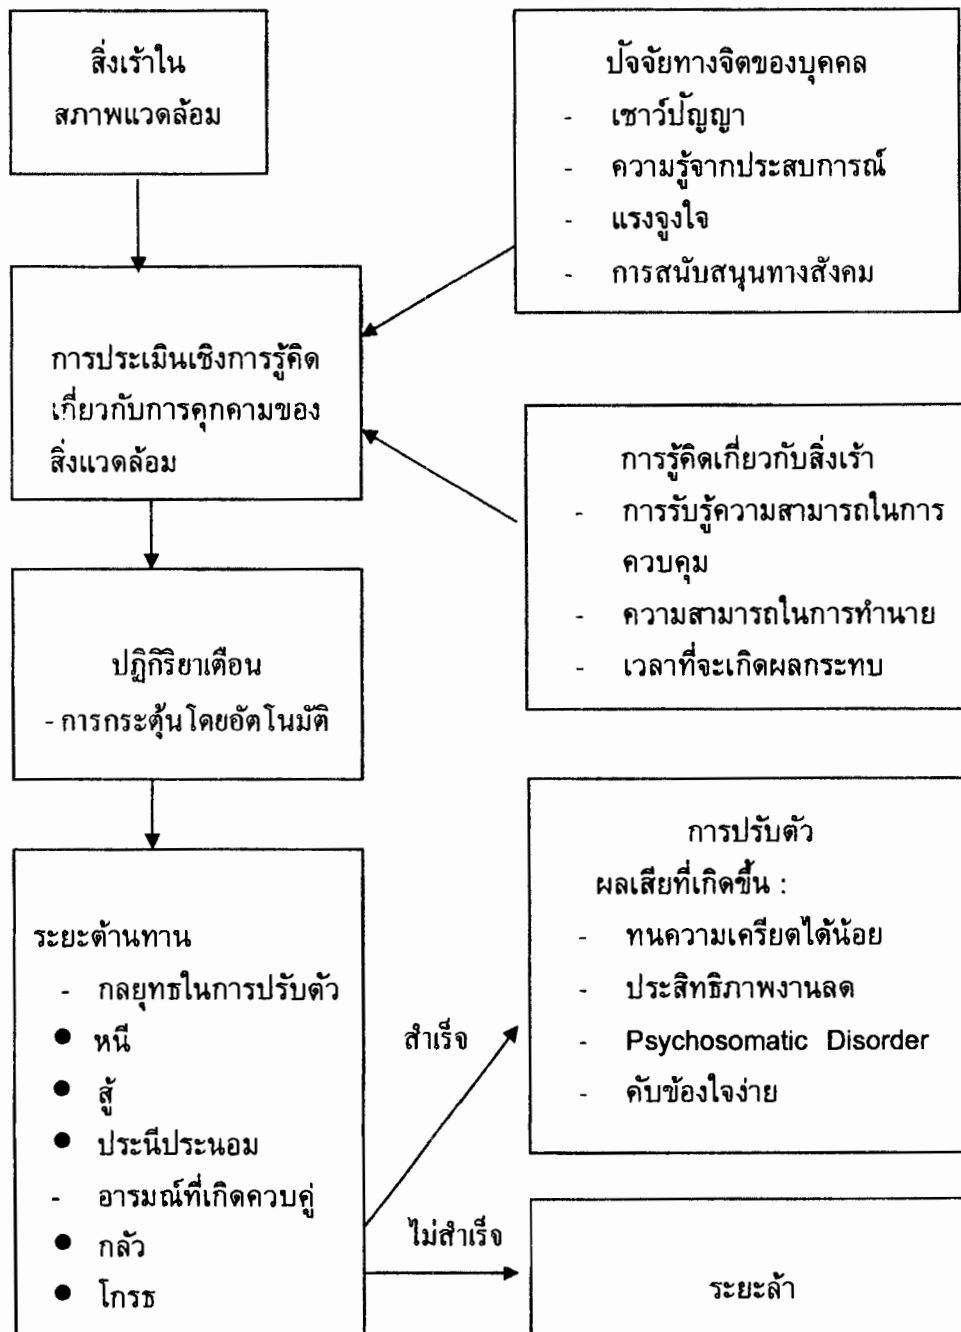 สิ่งเร้าใน
สภาพแวดล้อม
ปัจจัยทางจิตของบุคคล
- เชาว์ปัญญา
- ความรู้จากประสบการณ์
- แรงจูงใจ
- การสนับสนุนทางสังคม
การประเมินเชิงการรู้คิด
เกี่ยวกับการคุกคามของ
สิ่งแวดล้อม
การรู้คิดเกี่ยวกับสิ่งเร้า
- การรับรู้ความสามารถในการ
ควบคุม
- ความสามารถในการทำนาย
- เวลาที่จะเกิดผลกระทบ
ปฏิกิริยาเตือน
- การกระตุ้นโดยอัตโนมัติ
ระยะต้านทาน
- กลยุทธในการปรับตัว
● หนี
● สู้
● ประนีประนอม
- อารมณ์ที่เกิดควบคู่
● กลัว
● โกรธ
สำเร็จ
ไม่สำเร็จ
การปรับตัว
ผลเสียที่เกิดขึ้น :
- ทนความเครียตได้น้อย
- ประสิทธิภาพงานลด
- Psychosomatic Disorder
- คับข้องใจง่าย
ระยะล้า